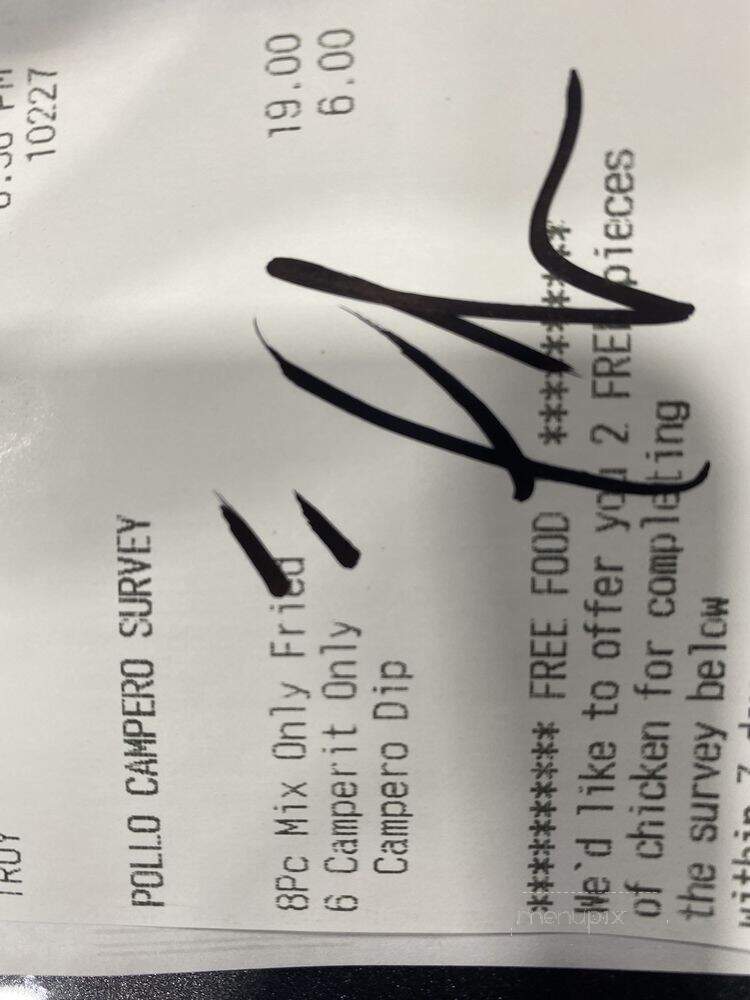 10227
POLLO CAMPERO SURVEY
8Pc Mix Only Fried 19.00
6 Camperit Only 6.00
Campero Dip
********** FREE FOOD **********
We`d like to offer you 2 FREE pieces
of chicken for completing
the survey below
menupix